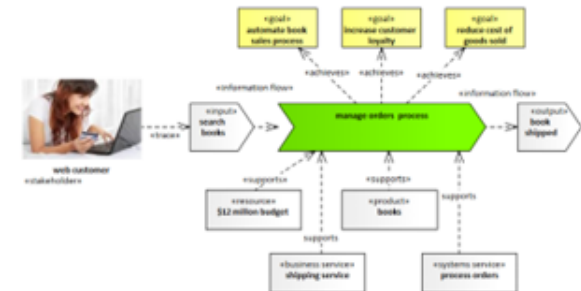 «goal»
automate book
sales process
«goal»
increase customer
loyalty
«goal»
reduce cost of
goods sold
«achieves»
«achieves»
«achieves»
«information flow»
«information flow»
«input»
search
books
manage orders process
«output»
book
shipped
«trace»
web customer
«stakeholder»
«supports»
«supports»
supports
«resource»
$12 millon budget
«product»
books
supports
«business service»
shipping service
«systems service»
process orders